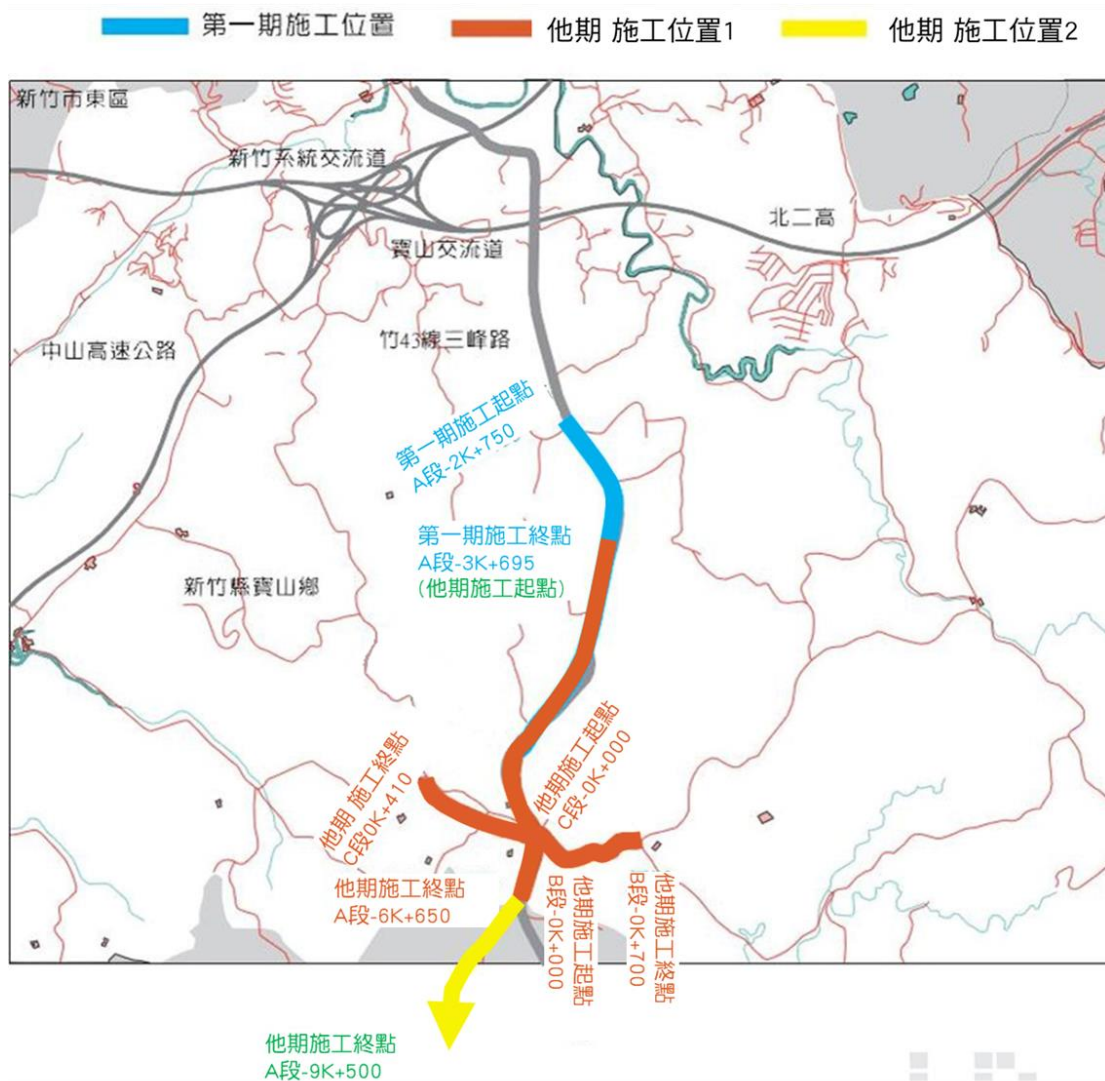 第一期施工位置
他期 施工位置1
他期 施工位置2
新竹市東區
新竹系統交流道
北二高
寶山交流道
中山高速公路
竹43線三峰路
第一期施工起點
A段-2K+750
第一期施工終點
A段-3K+695
(他期施工起點)
新竹縣寶山鄉
他期施工起點
C段-0K+000
他期 施工終點
C段0K+410
他期施工終點
A段-6K+650
他期施工起點
B段-0K+000
他期施工終點
B段-0K+700
他期施工終點
A段-9K+500